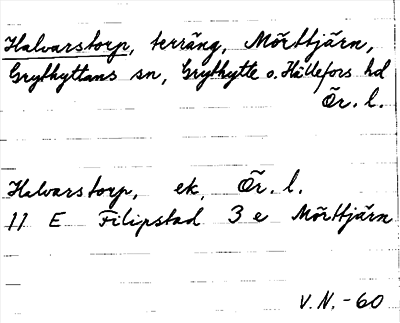 Halvarstorp, terräng, Mörttjärn,
Grythyttans sn, Grythytte o. Hällefors hd
Ör. l.
Halvarstorp, ek. Ör. l.
11 E Filipstad 3 e Mörttjärn
V.N. -60